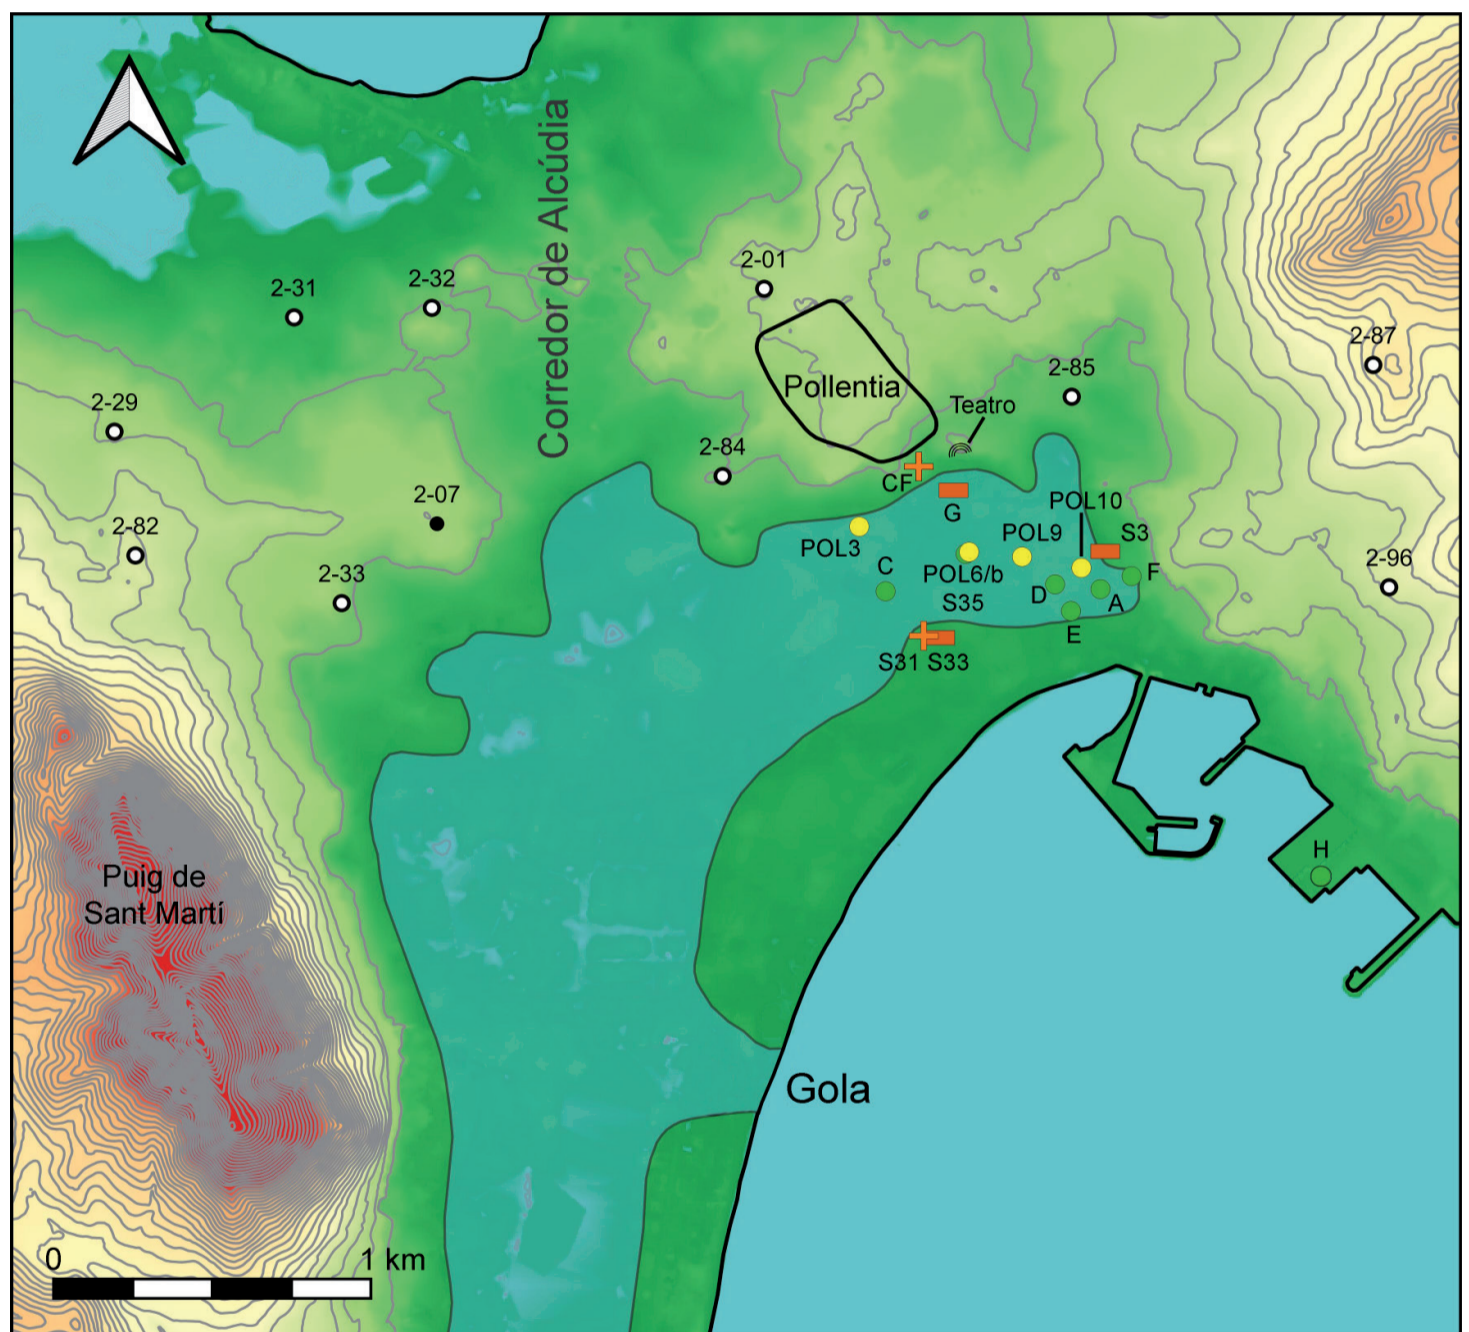 Corredor de Alcúdia
2-01
2-31
2-32
2-87
2-85
Pollentia
2-29
Teatro
2-84
CF
2-07
G
POL10
2-82
POL3
POL9
S3
2-33
C
POL6/b
S35
D
A
F
2-96
E
S31 S33
H
Puig de
Sant Martí
Gola
0
1 km